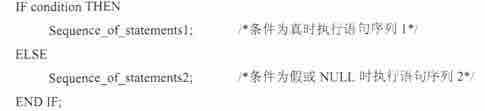 IF condition THEN
Sequence_of_statements1; /*条件为真时执行语句序列1*/
ELSE
Sequence_of_statements2; /*条件为假或 NULL 时执行语句序列2*/
END IF;